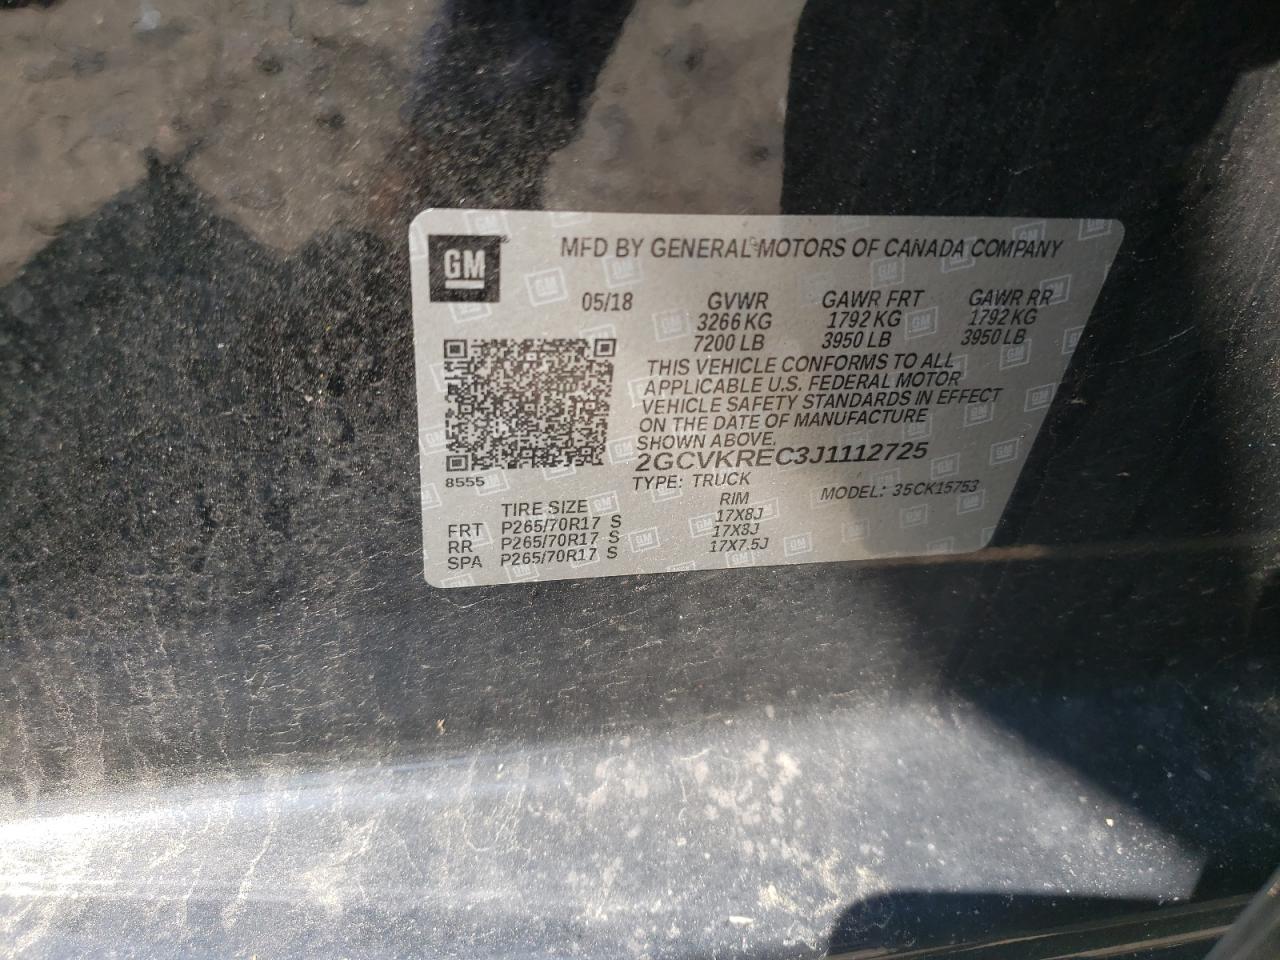 GM
MFD BY GENERAL MOTORS OF CANADA COMPANY
05/18 GVWR GAWR FRT GAWR RR
3266 KG 1792 KG 1792 KG
7200 LB 3950 LB 3950 LB
THIS VEHICLE CONFORMS TO ALL
APPLICABLE U.S. FEDERAL MOTOR
VEHICLE SAFETY STANDARDS IN EFFECT
ON THE DATE OF MANUFACTURE
SHOWN ABOVE.
2GCVKREC3J1112725
8555
TYPE: TRUCK MODEL: 35CK15753
TIRE SIZE RIM
FRT P265/70R17 S 17X8J
RR P265/70R17 S 17X8J
SPA P265/70R17 S 17X7.5J